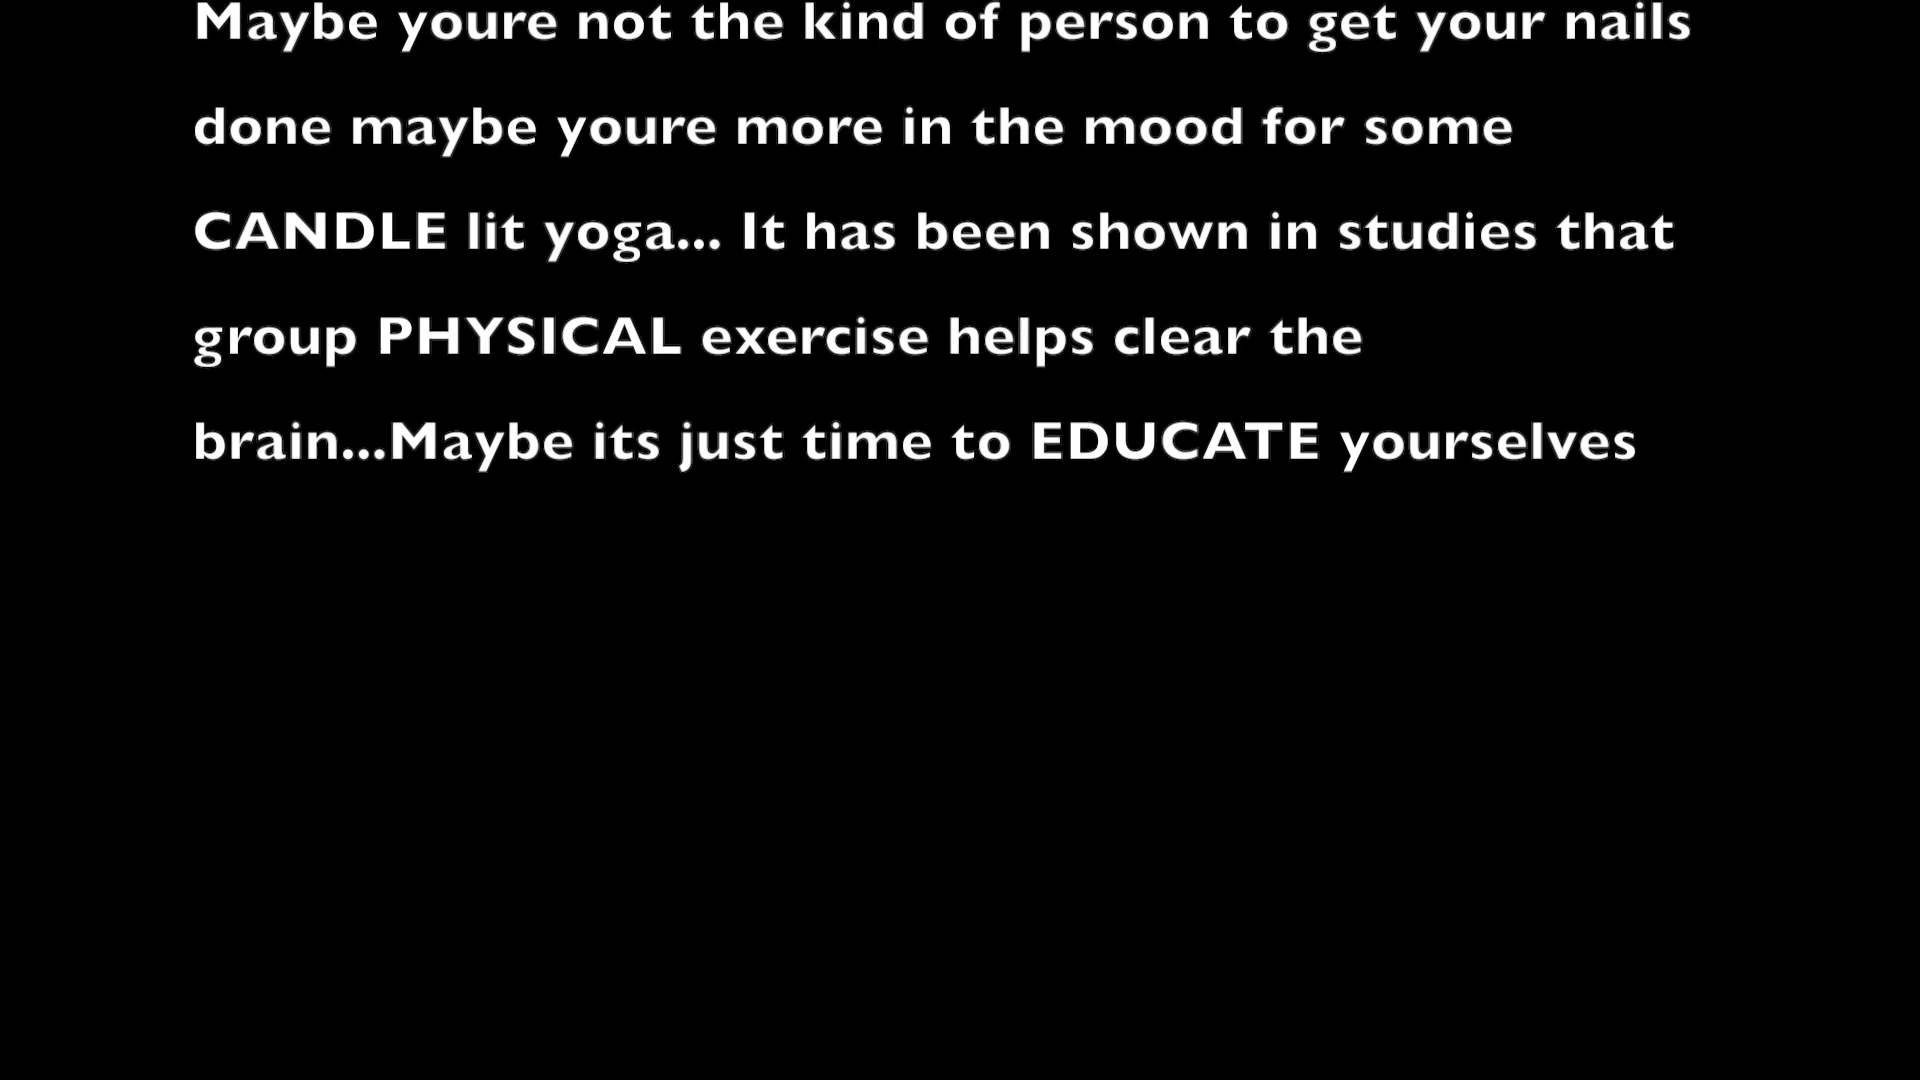 Maybe youre not the kind of person to get your nails
done maybe youre more in the mood for some
CANDLE lit yoga... It has been shown in studies that
group PHYSICAL exercise helps clear the
brain...Maybe its just time to EDUCATE yourselves